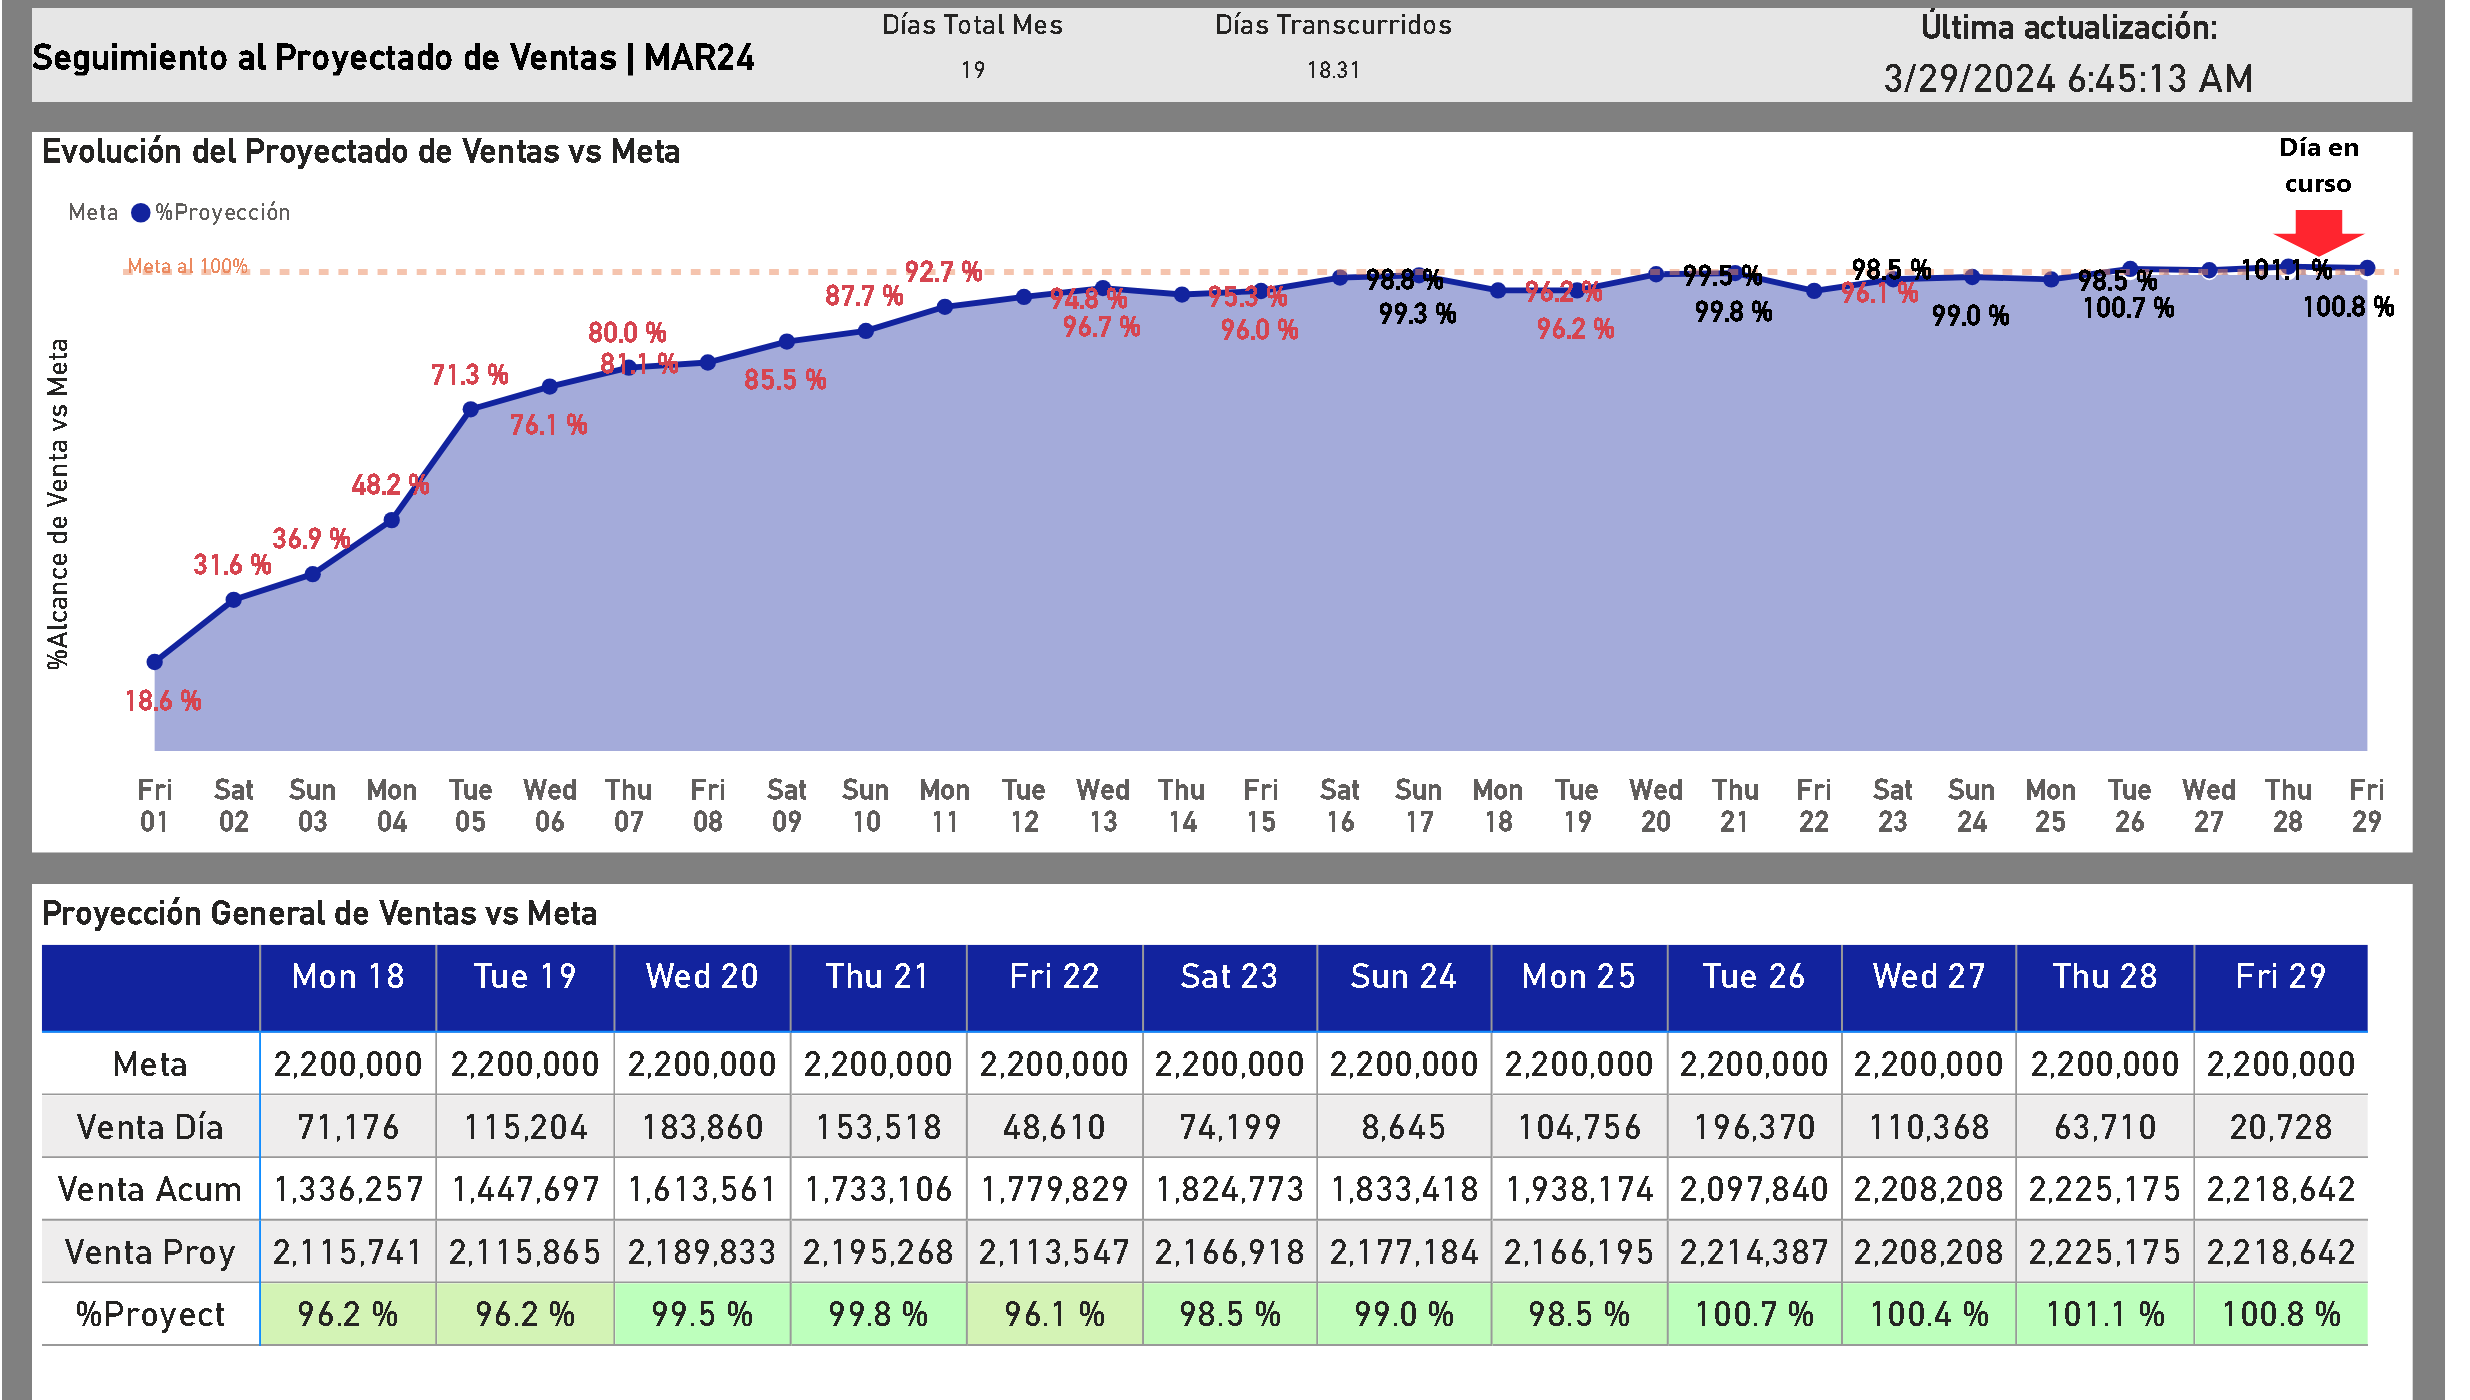 Seguimiento al Proyectado de Ventas | MAR24
Días Total Mes
19
Días Transcurridos
18.31
Última actualización:
3/29/2024 6:45:13 AM
Evolución del Proyectado de Ventas vs Meta
Día en
curso
Meta %Proyección
Meta al 100%
%Alcance de Venta vs Meta
18.6 %
31.6 %
36.9 %
48.2 %
71.3 %
76.1 %
80.0 %
81.1 %
85.5 %
87.7 %
92.7 %
94.8 %
96.7 %
95.3 %
96.0 %
98.8 %
99.3 %
96.2 %
96.2 %
99.5 %
99.8 %
96.1 %
98.5 %
99.0 %
98.5 %
100.7 %
101.1 %
100.8 %
Fri Sat Sun Mon Tue Wed Thu Fri Sat Sun Mon Tue Wed Thu Fri Sat Sun Mon Tue Wed Thu Fri Sat Sun Mon Tue Wed Thu Fri
01 02 03 04 05 06 07 08 09 10 11 12 13 14 15 16 17 18 19 20 21 22 23 24 25 26 27 28 29
Proyección General de Ventas vs Meta
Mon 18 Tue 19 Wed 20 Thu 21 Fri 22 Sat 23 Sun 24 Mon 25 Tue 26 Wed 27 Thu 28 Fri 29
Meta 2,200,000 2,200,000 2,200,000 2,200,000 2,200,000 2,200,000 2,200,000 2,200,000 2,200,000 2,200,000 2,200,000 2,200,000
Venta Día 71,176 115,204 183,860 153,518 48,610 74,199 8,645 104,756 196,370 110,368 63,710 20,728
Venta Acum 1,336,257 1,447,697 1,613,561 1,733,106 1,779,829 1,824,773 1,833,418 1,938,174 2,097,840 2,208,208 2,225,175 2,218,642
Venta Proy 2,115,741 2,115,865 2,189,833 2,195,268 2,113,547 2,166,918 2,177,184 2,166,195 2,214,387 2,208,208 2,225,175 2,218,642
%Proyect 96.2 % 96.2 % 99.5 % 99.8 % 96.1 % 98.5 % 99.0 % 98.5 % 100.7 % 100.4 % 101.1 % 100.8 %